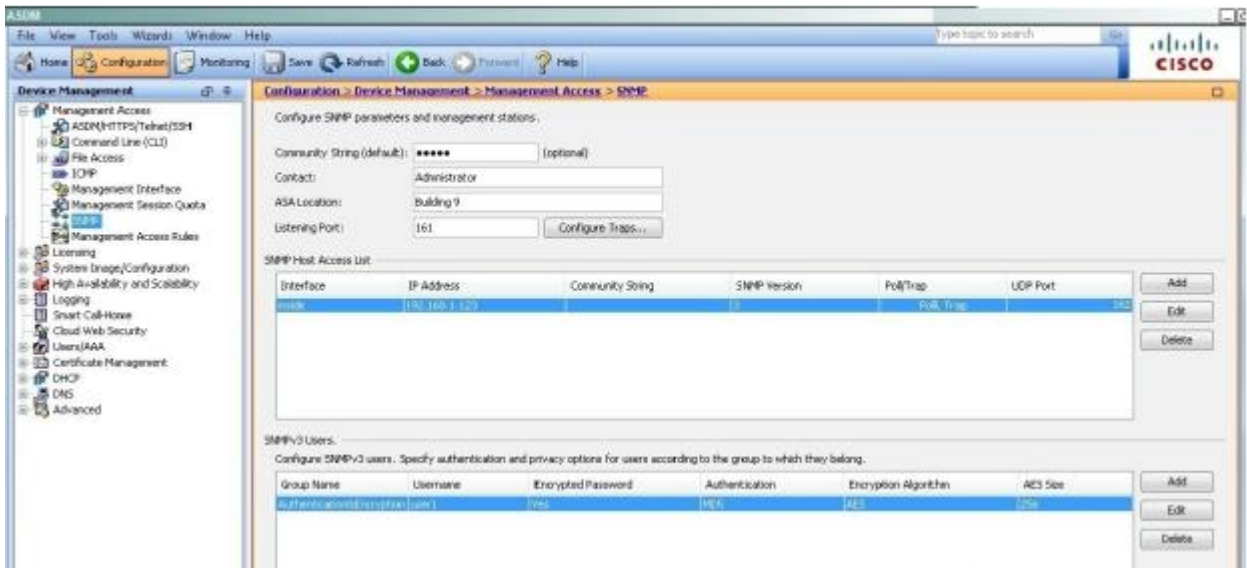 ASDM
File View Tools Wizards Window Help
Type topic to search Go
Home Configuration Monitoring Save Refresh Back Forward Help
CISCO
Device Management
Management Access
ASDM/HTTPS/Telnet/SSH
Command Line (CLI)
File Access
ICMP
Management Interface
Management Session Quota
SNMP
Management Access Rules
Licensing
System Image/Configuration
High Availability and Scalability
Logging
Smart Call-Home
Cloud Web Security
Users/AAA
Certificate Management
DHCP
DNS
Advanced
Configuration > Device Management > Management Access > SNMP
Configure SNMP parameters and management stations.
Community String (default): ●●●●● (optional)
Contact: Administrator
ASA Location: Building 9
Listening Port: 161 Configure Traps...
SNMP Host Access List
Interface IP Address Community String SNMP Version Poll/Trap UDP Port
inside 192.168.1.123 3 Poll, Trap 162
Add
Edit
Delete
SNMPv3 Users.
Configure SNMPv3 users. Specify authentication and privacy options for users according to the group to which they belong.
Group Name Username Encrypted Password Authentication Encryption Algorithm AES Size
Authentication&Encryption user1 Yes MD5 AES 256
Add
Edit
Delete